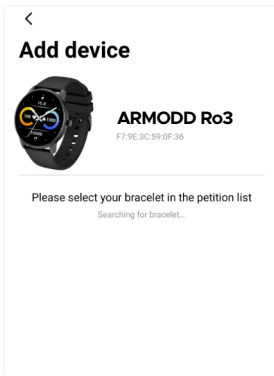 Add device
ARMODD Ro3
F7:9E:3C:59:0F:36
Please select your bracelet in the petition list
Searching for bracelet...